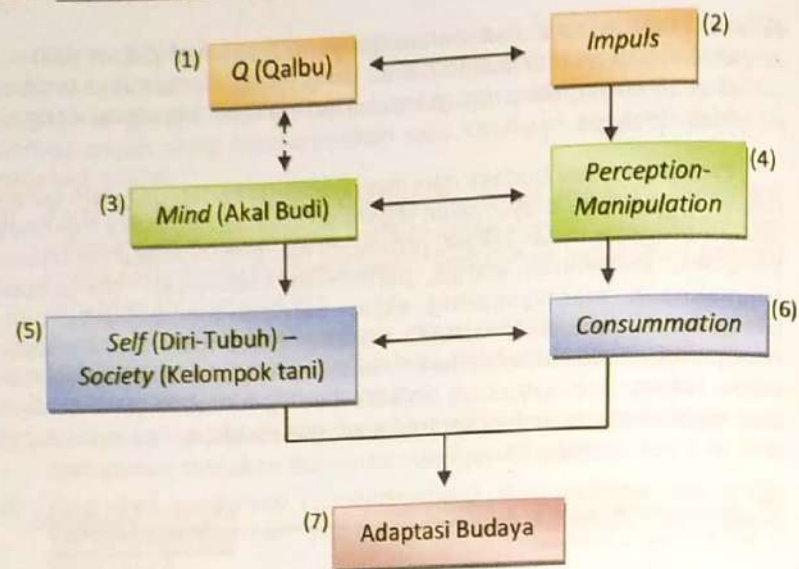 (1)
Q (Qalbu)
Impuls
(2)
(3)
Mind (Akal Budi)
Perception-
Manipulation
(4)
(5)
Self (Diri-Tubuh) –
Society (Kelompok tani)
Consummation
(6)
(7)
Adaptasi Budaya